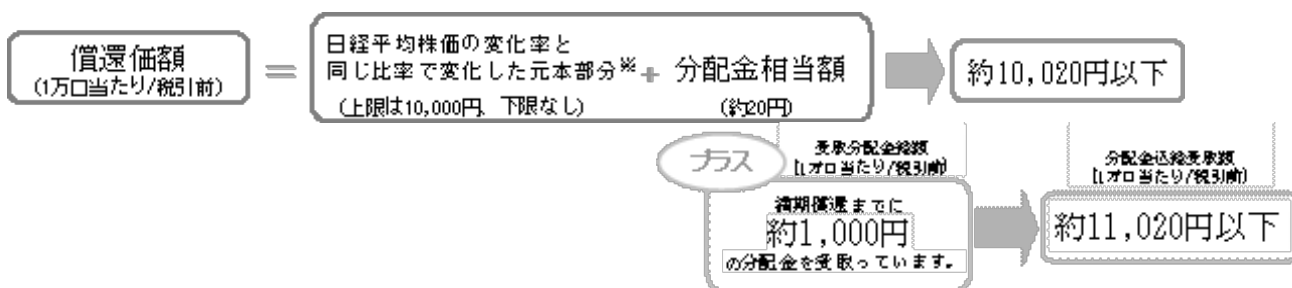 償還価額
(1万口当たり/税引前)
=
日経平均株価の変化率と
同じ比率で変化した元本部分※
(上限は10,000円、下限なし)
+
分配金相当額
(約20円)
約10,020円以下
プラス
受取分配金総額
(1万口当たり/税引前)
満期償還までに
約1,000円
の分配金を受取っています。
分配金込総受取額
(1万口当たり/税引前)
約11,020円以下